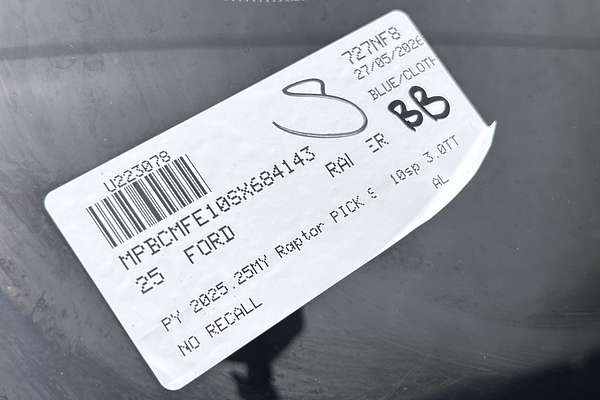 727NF8
27/05/2026
U223078
BLUE/CLOTH
BB
MPBCMFE10SX684143
25 FORD RAI ER
PY 2025.25MY Raptor PICK 10sp 3.0TT
NO RECALL AL